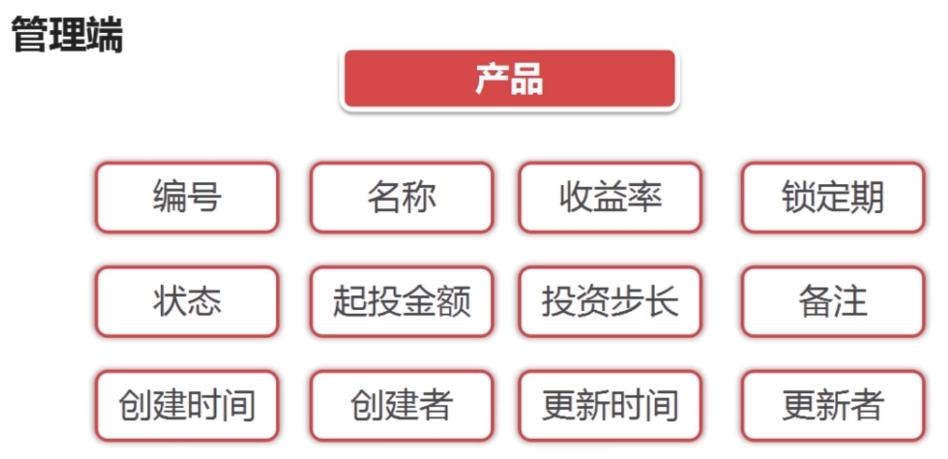 管理端
产品
编号 名称 收益率 锁定期
状态 起投金额 投资步长 备注
创建时间 创建者 更新时间 更新者